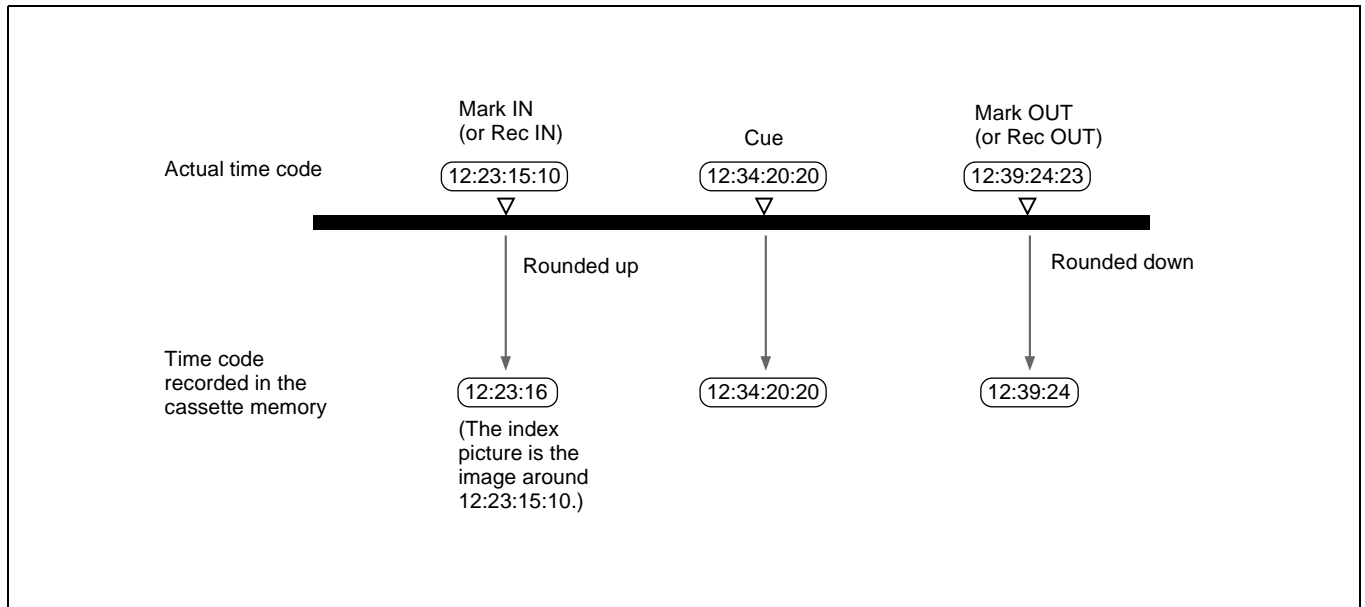 Mark IN
(or Rec IN)
Cue
Mark OUT
(or Rec OUT)
Actual time code
12:23:15:10
12:34:20:20
12:39:24:23
Rounded up
Rounded down
Time code
recorded in the
cassette memory
12:23:16
12:34:20:20
12:39:24
(The index
picture is the
image around
12:23:15:10.)